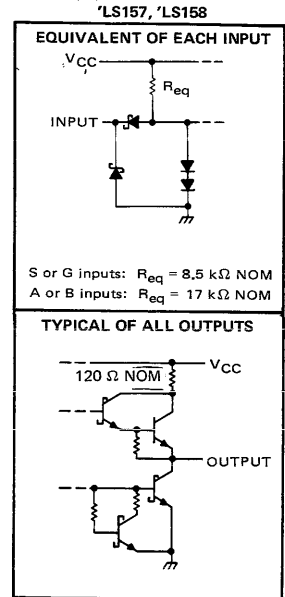 'LS157, 'LS158
EQUIVALENT OF EACH INPUT
VCC
Req
INPUT
S or G inputs: Req = 8.5 kΩ NOM
A or B inputs: Req = 17 kΩ NOM
TYPICAL OF ALL OUTPUTS
VCC
120 Ω NOM
OUTPUT